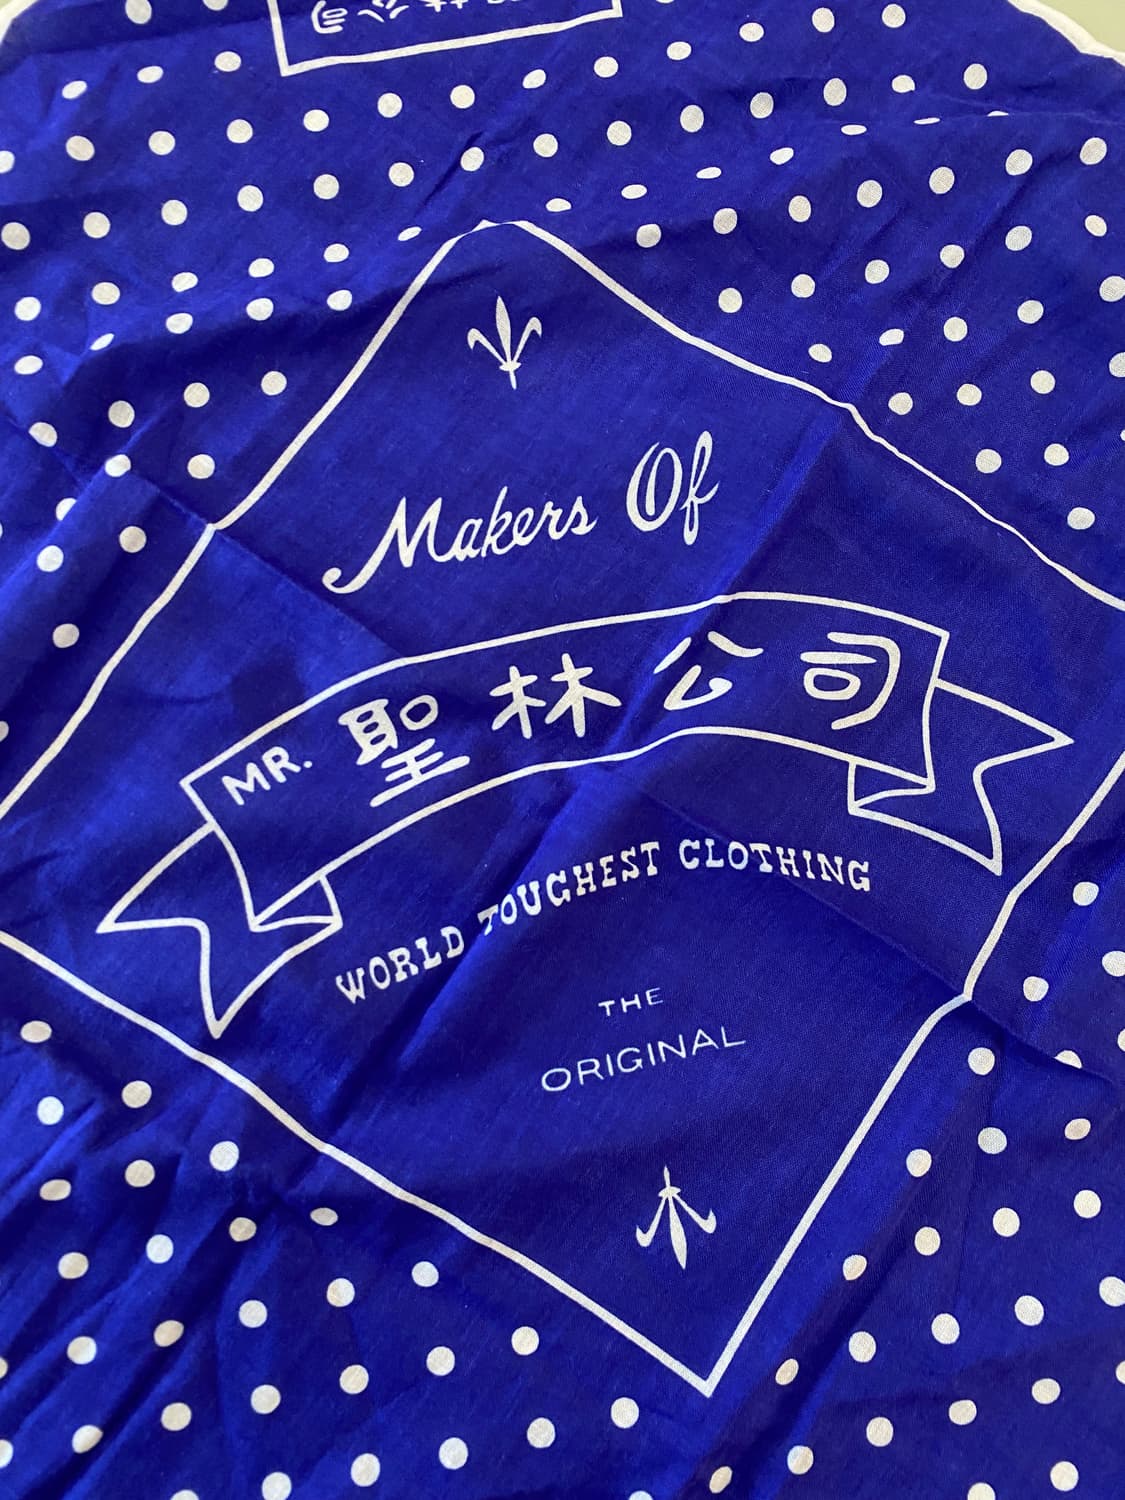 Makers Of
MR. 聖林公司
WORLD TOUGHEST CLOTHING
THE
ORIGINAL